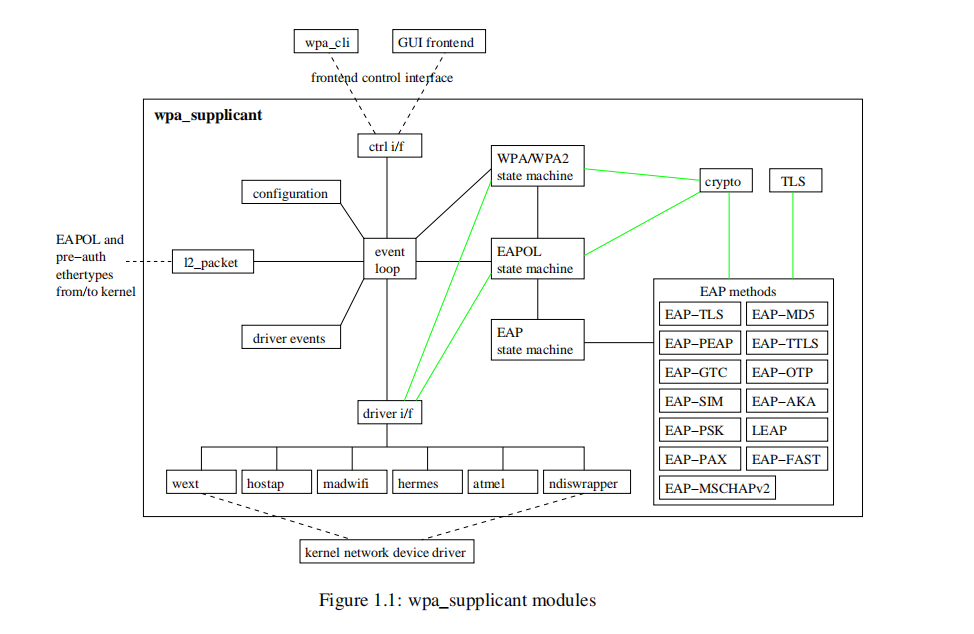 wpa_cli
GUI frontend
frontend control interface
wpa_supplicant
ctrl i/f
WPA/WPA2
state machine
crypto
TLS
configuration
EAPOL and
pre−auth
ethertypes
from/to kernel
l2_packet
event
loop
EAPOL
state machine
driver events
EAP
state machine
EAP methods
EAP−TLS
EAP−MD5
EAP−PEAP
EAP−TTLS
EAP−GTC
EAP−OTP
EAP−SIM
EAP−AKA
EAP−PSK
LEAP
EAP−PAX
EAP−FAST
EAP−MSCHAPv2
driver i/f
wext
hostap
madwifi
hermes
atmel
ndiswrapper
kernel network device driver
Figure 1.1: wpa_supplicant modules